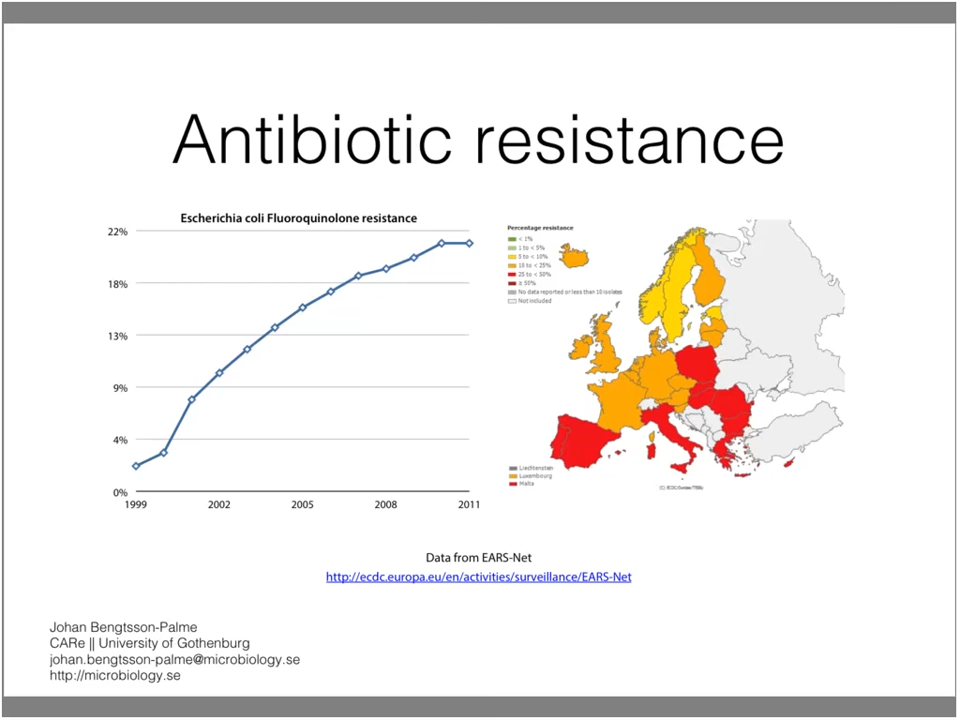 Antibiotic resistance
Escherichia coli Fluoroquinolone resistance
22%
18%
13%
9%
4%
0%
1999
2002
2005
2008
2011
Percentage resistance
< 1%
1 to < 5%
5 to < 10%
10 to < 25%
25 to < 50%
≥ 50%
No data reported or less than 10 isolates
Not included
Liechtenstein
Luxembourg
Malta
Data from EARS-Net
http://ecdc.europa.eu/en/activities/surveillance/EARS-Net
Johan Bengtsson-Palme
CARe || University of Gothenburg
johan.bengtsson-palme@microbiology.se
http://microbiology.se